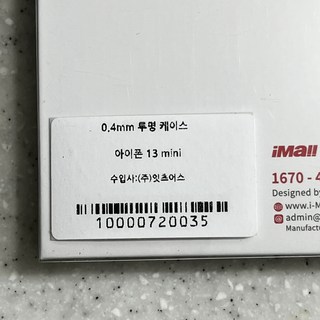 0.4mm 투명 케이스
아이폰 13 mini
수입사:(주)잇츠어스
10000720035
iMall
1670 - 4
Designed by
www.i-M
admin@
Manufactu